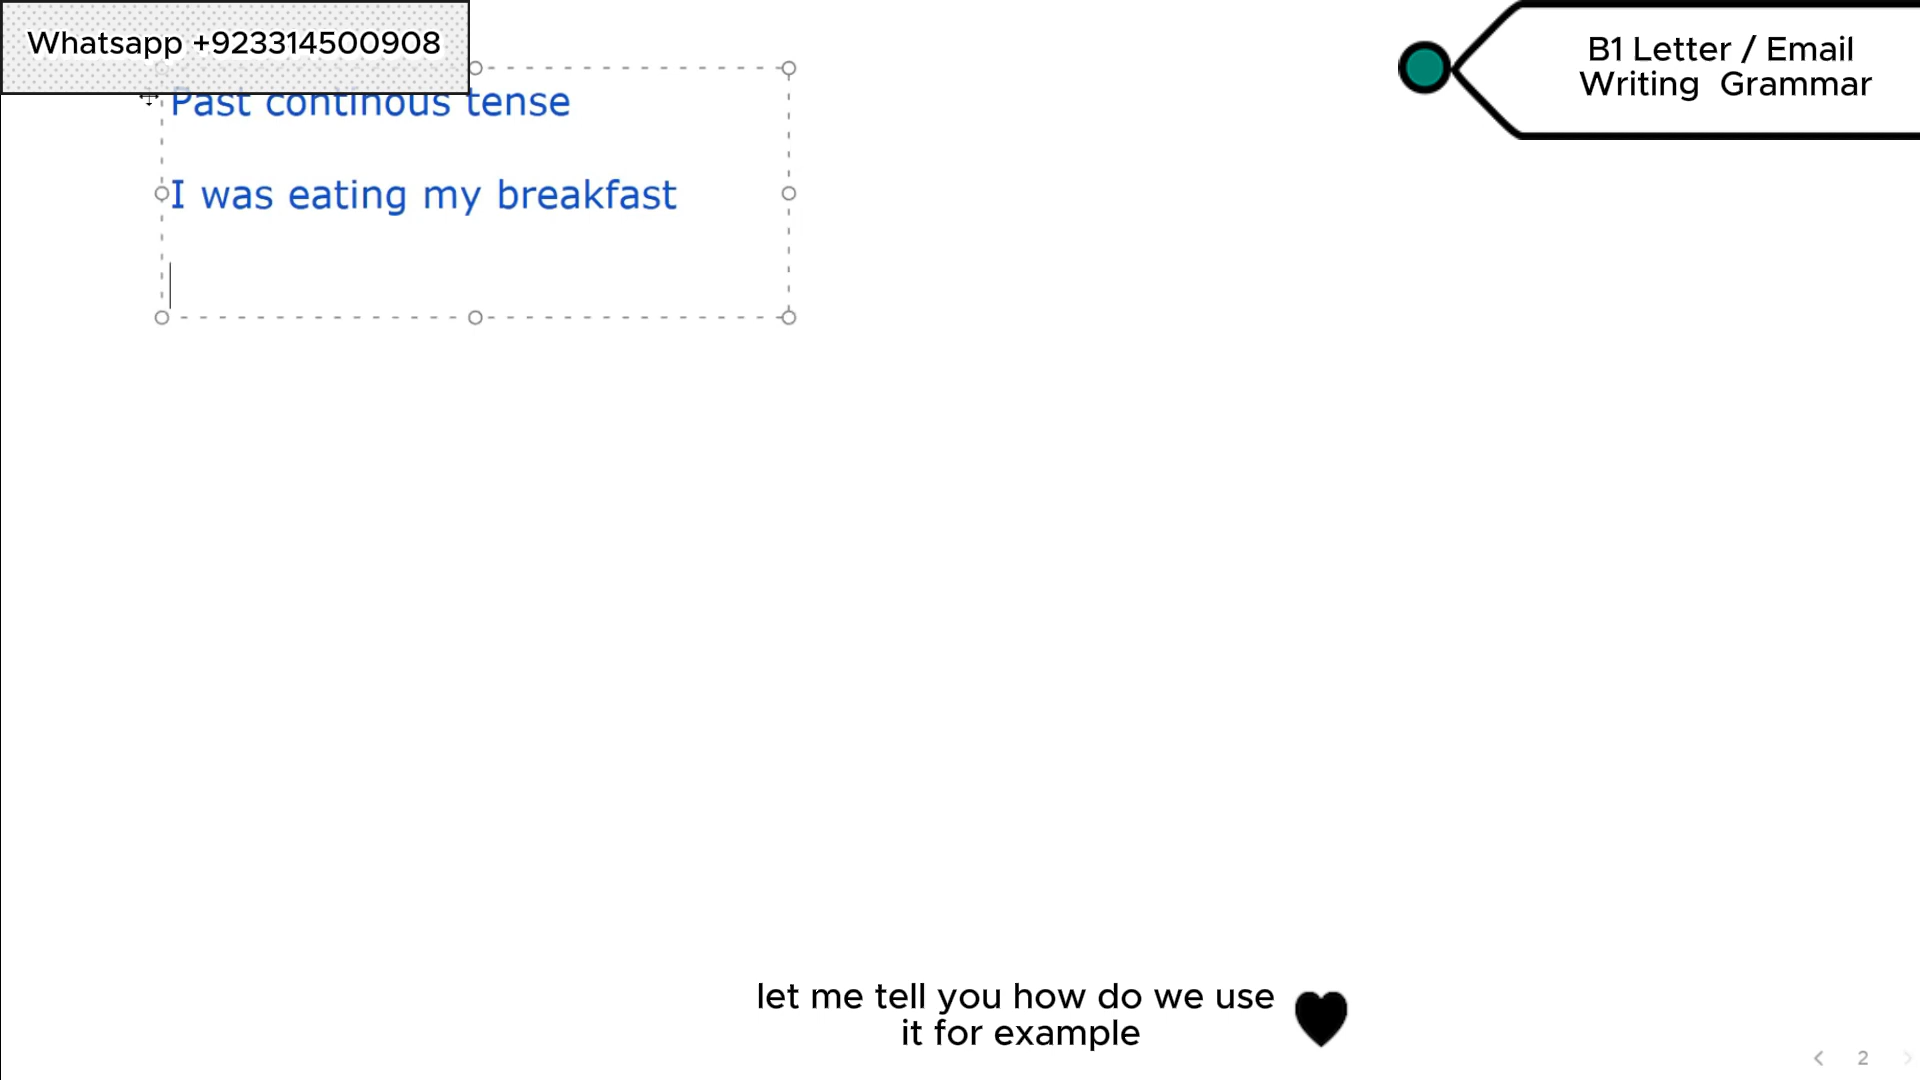 Whatsapp +923314500908
B1 Letter / Email
Writing Grammar
Past continous tense
I was eating my breakfast
let me tell you how do we use
it for example
2